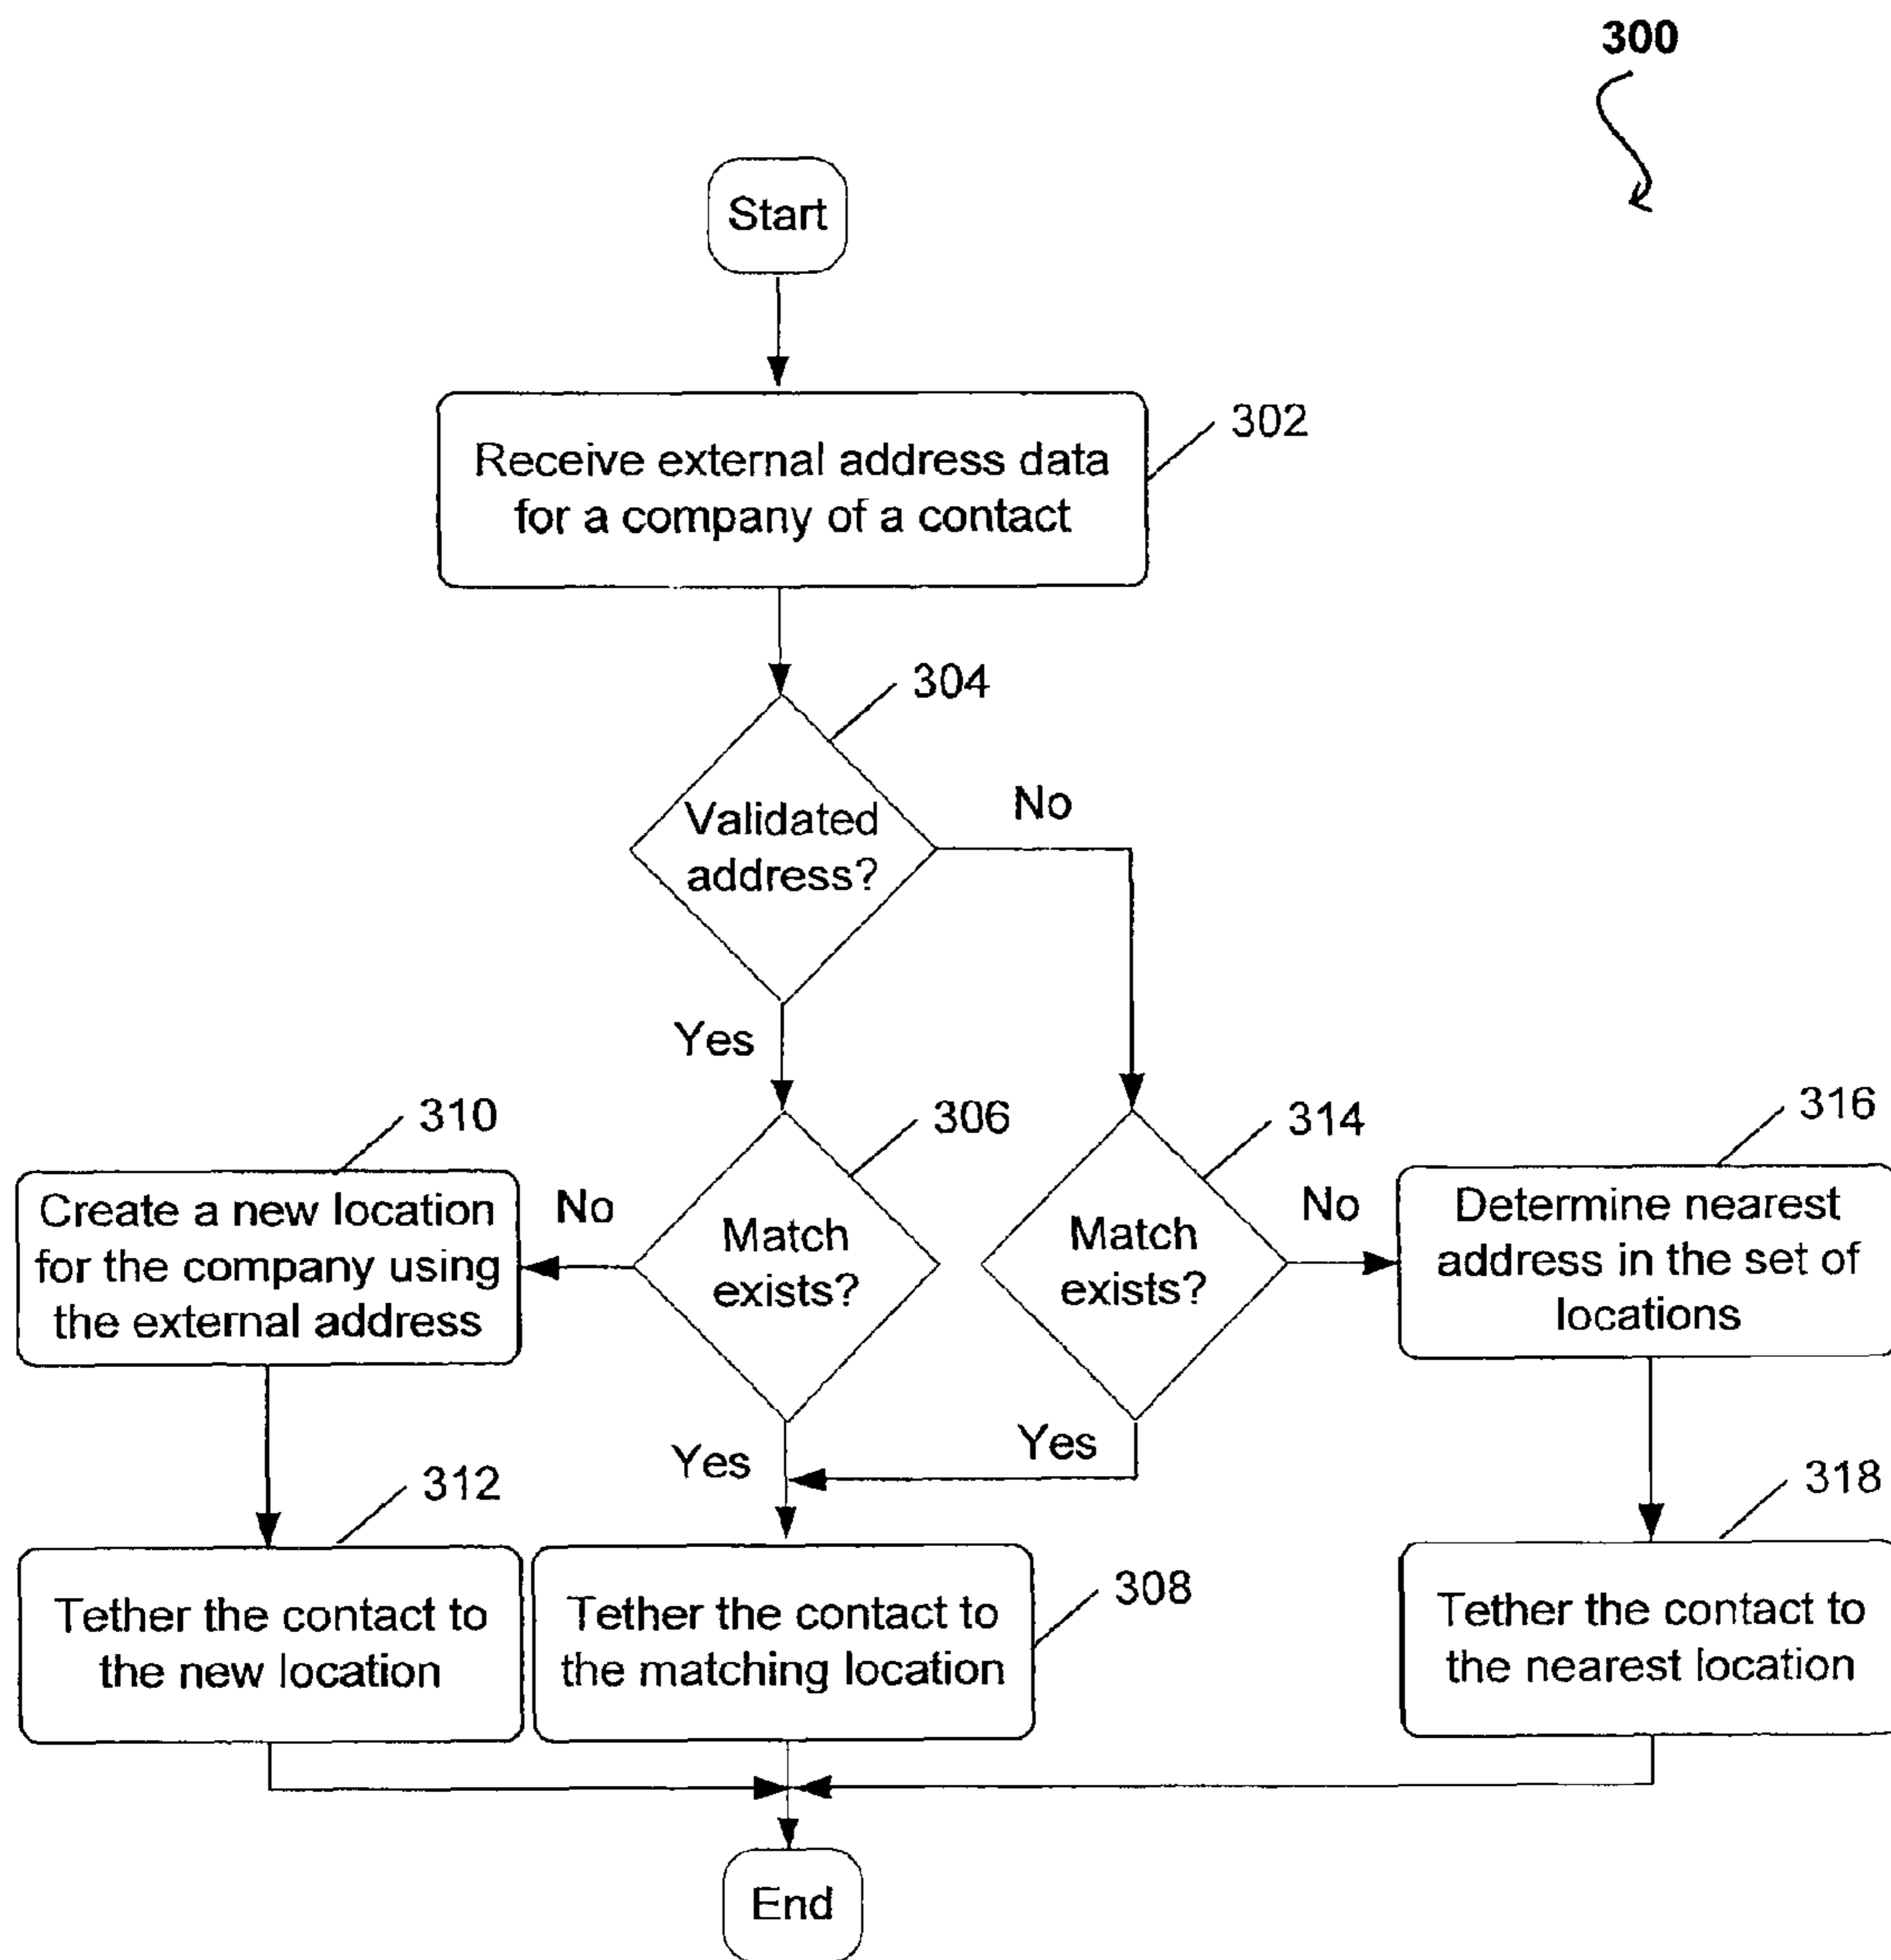 300
Start
Receive external address data
for a company of a contact
302
304
Validated
address?
No
Yes
310
306
314
316
Create a new location
for the company using
the external address
No
Match
exists?
Match
exists?
No
Determine nearest
address in the set of
locations
Yes
Yes
312
318
Tether the contact to
the new location
Tether the contact to
the matching location
308
Tether the contact to
the nearest location
End